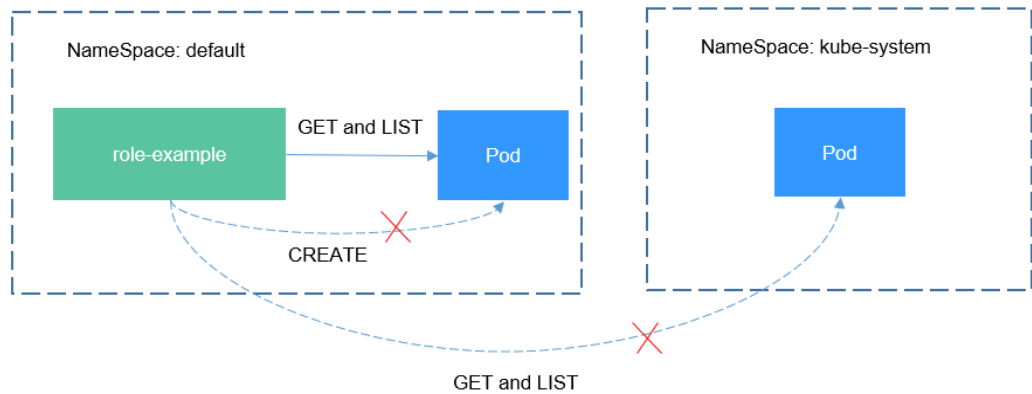 NameSpace: default
NameSpace: kube-system
GET and LIST
role-example
Pod
Pod
CREATE
GET and LIST